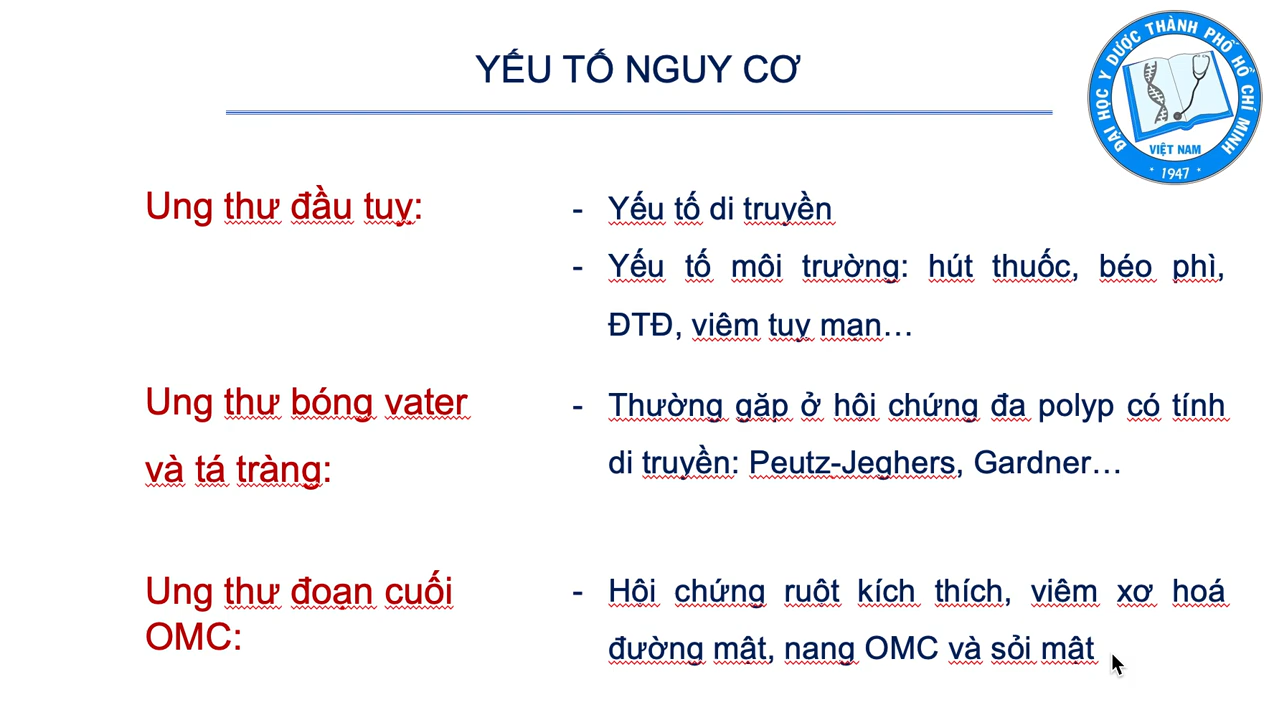 YẾU TỐ NGUY CƠ
ĐẠI HỌC Y DƯỢC THÀNH PHỐ HỒ CHÍ MINH
VIỆT NAM
* 1947 *
Ung thư đầu tuỵ:
- Yếu tố di truyền
- Yếu tố môi trường: hút thuốc, béo phì,
ĐTĐ, viêm tuỵ mạn…
Ung thư bóng vater
và tá tràng:
- Thường gặp ở hội chứng đa polyp có tính
di truyền: Peutz-Jeghers, Gardner…
Ung thư đoạn cuối
OMC:
- Hội chứng ruột kích thích, viêm xơ hoá
đường mật, nang OMC và sỏi mật